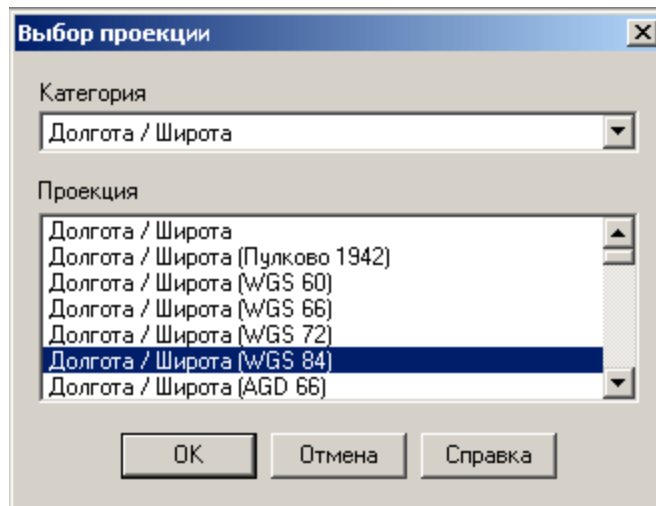 Выбор проекции
Категория
Долгота / Широта
Проекция
Долгота / Широта
Долгота / Широта (Пулково 1942)
Долгота / Широта (WGS 60)
Долгота / Широта (WGS 66)
Долгота / Широта (WGS 72)
Долгота / Широта (WGS 84)
Долгота / Широта (AGD 66)
OK Отмена Справка